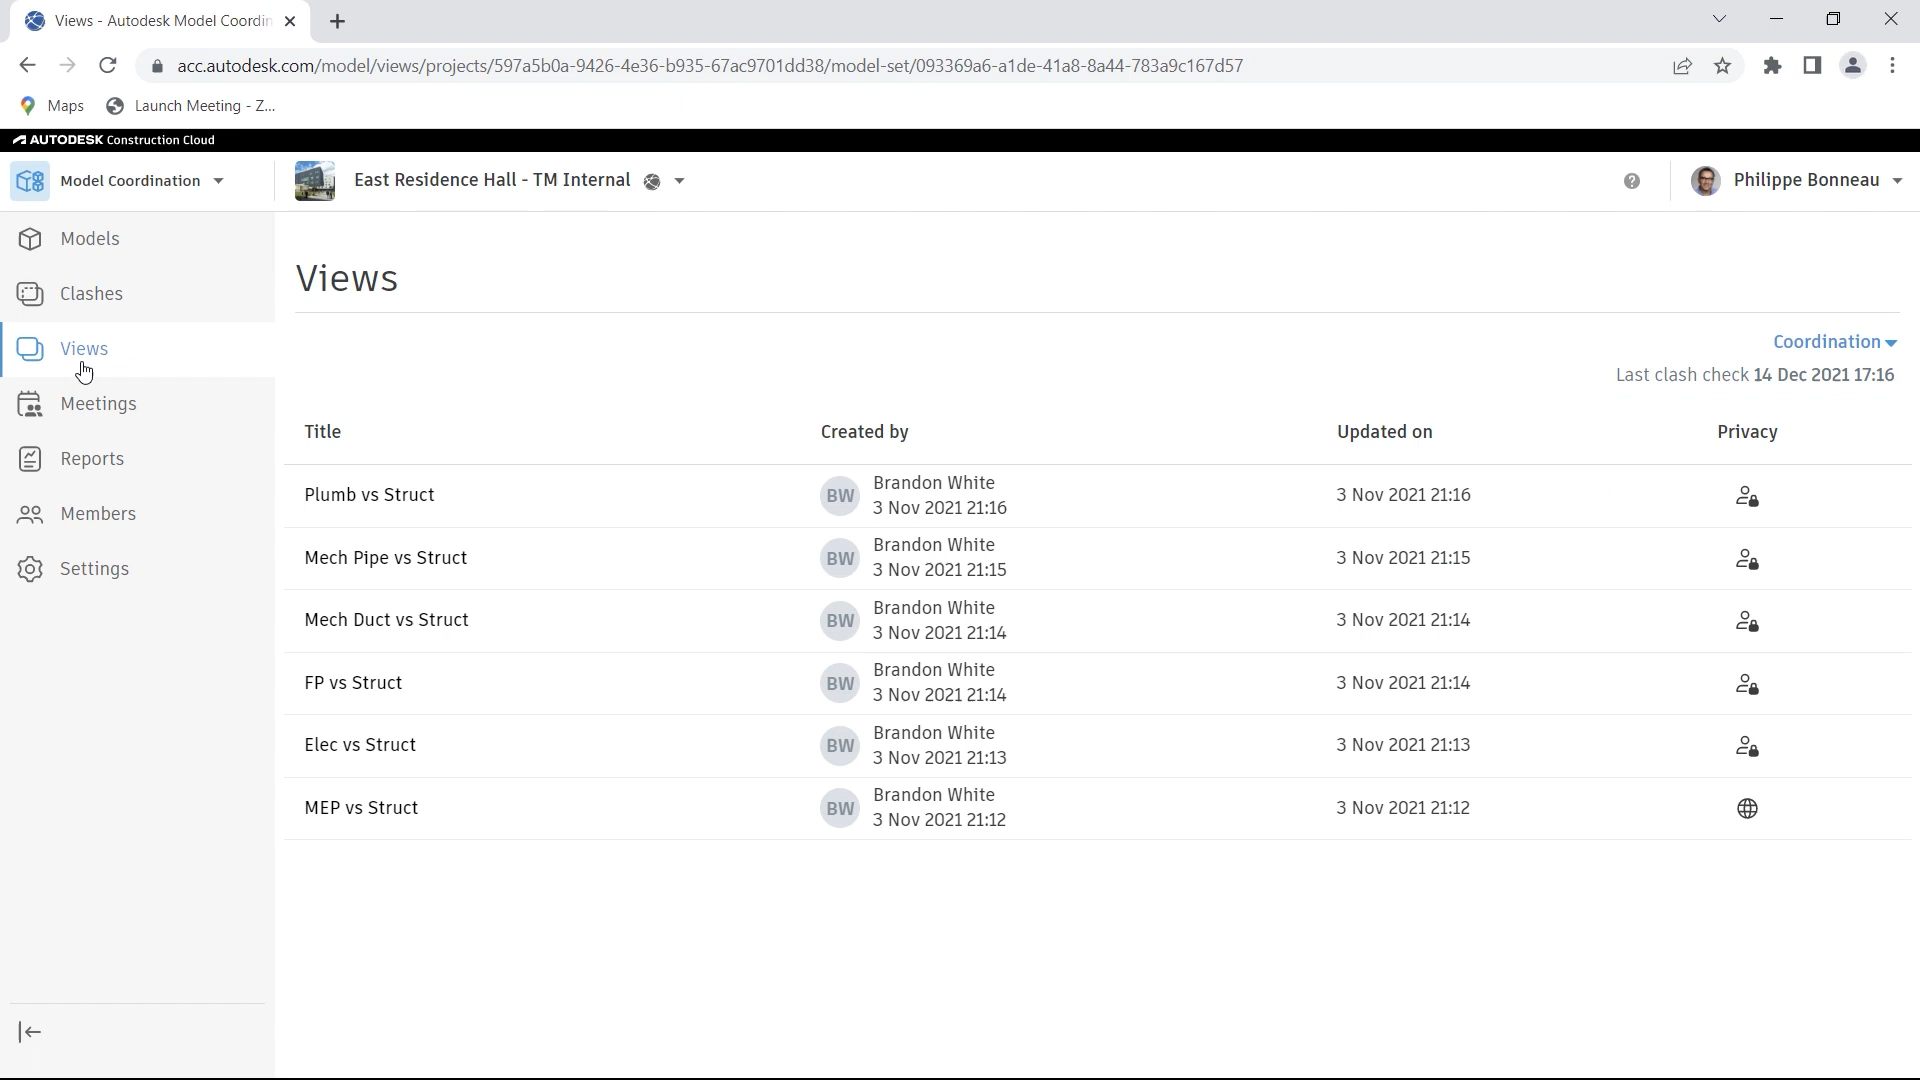 Views - Autodesk Model Coordin
acc.autodesk.com/model/views/projects/597a5b0a-9426-4e36-b935-67ac9701dd38/model-set/093369a6-a1de-41a8-8a44-783a9c167d57
Maps
Launch Meeting - Z...
AUTODESK Construction Cloud
Model Coordination
East Residence Hall - TM Internal
Philippe Bonneau
Models
Clashes
Views
Meetings
Reports
Members
Settings
Views
Coordination
Last clash check 14 Dec 2021 17:16
Title Created by Updated on Privacy
Plumb vs Struct BW Brandon White 3 Nov 2021 21:16
3 Nov 2021 21:16
Mech Pipe vs Struct BW Brandon White 3 Nov 2021 21:15
3 Nov 2021 21:15
Mech Duct vs Struct BW Brandon White 3 Nov 2021 21:14
3 Nov 2021 21:14
FP vs Struct BW Brandon White 3 Nov 2021 21:14
3 Nov 2021 21:14
Elec vs Struct BW Brandon White 3 Nov 2021 21:13
3 Nov 2021 21:13
MEP vs Struct BW Brandon White 3 Nov 2021 21:12
3 Nov 2021 21:12